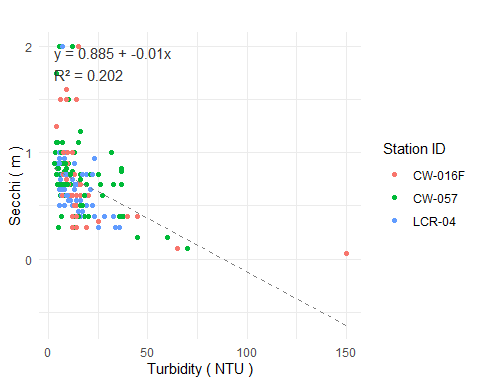 y = 0.885 + -0.01x
R² = 0.202
2
1
0
Secchi ( m )
0
50
100
150
Turbidity ( NTU )
Station ID
CW-016F
CW-057
LCR-04